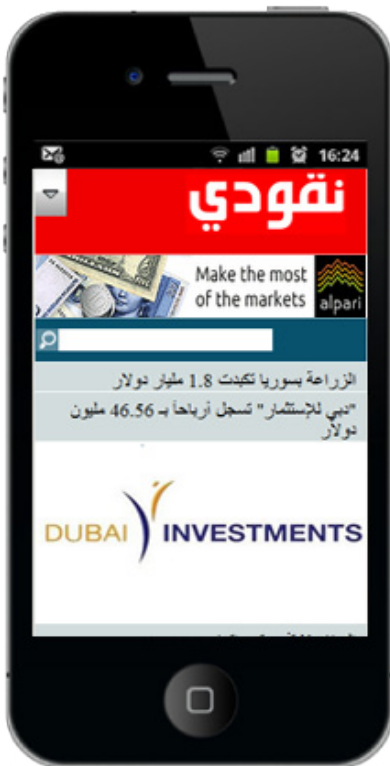 16:24
نقودي
Make the most
of the markets
alpari
الزراعة بسوريا تكبدت 1.8 مليار دولار
"دبي للإستثمار" تسجل أرباحاً بـ 46.56 مليون
دولار
DUBAI INVESTMENTS